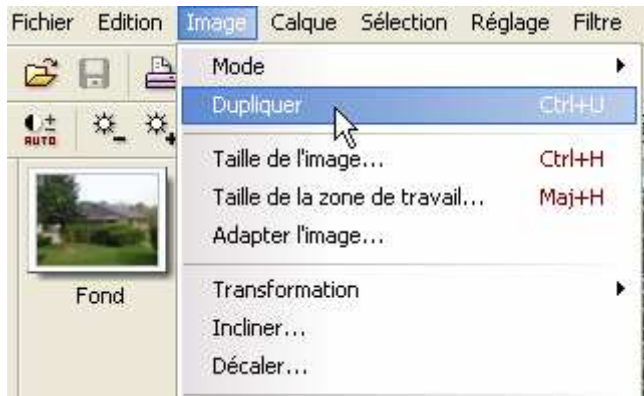 Fichier Edition Image Calque Sélection Réglage Filtre
Mode
Dupliquer Ctrl+U
AUTO
Taille de l'image... Ctrl+H
Taille de la zone de travail... Maj+H
Adapter l'image...
Fond
Transformation
Incliner...
Décaler...